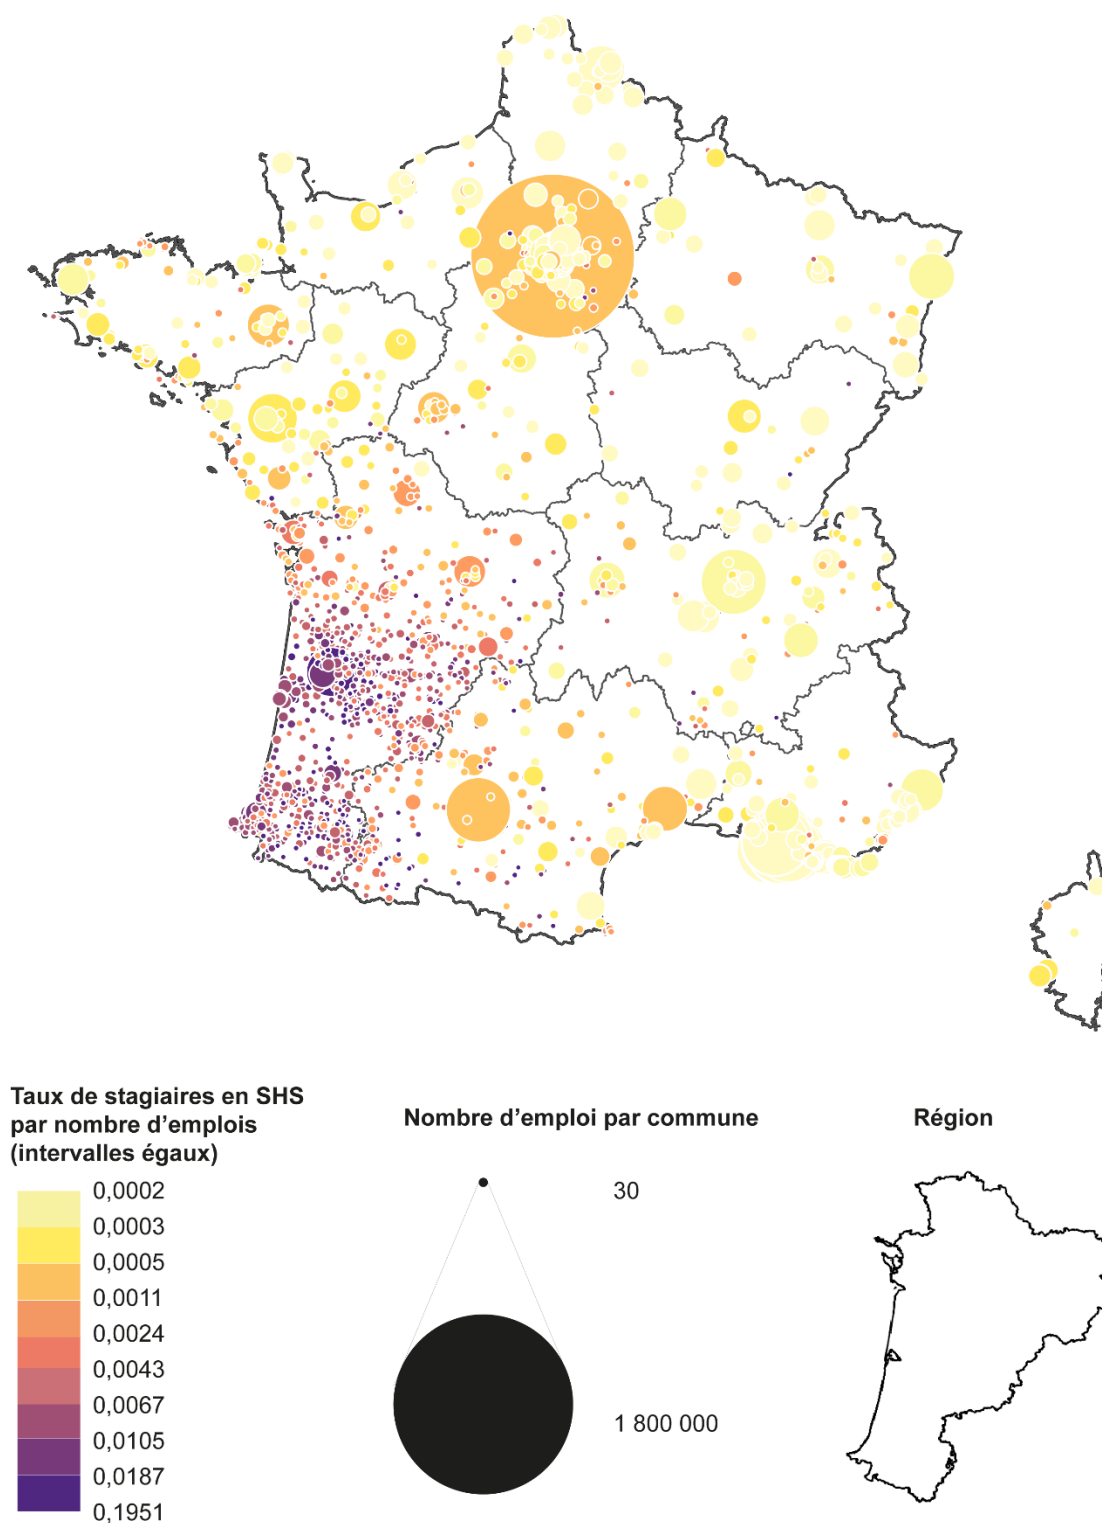 Taux de stagiaires en SHS
par nombre d'emplois
(intervalles égaux)
0,0002
0,0003
0,0005
0,0011
0,0024
0,0043
0,0067
0,0105
0,0187
0,1951
Nombre d'emploi par commune
30
1 800 000
Région